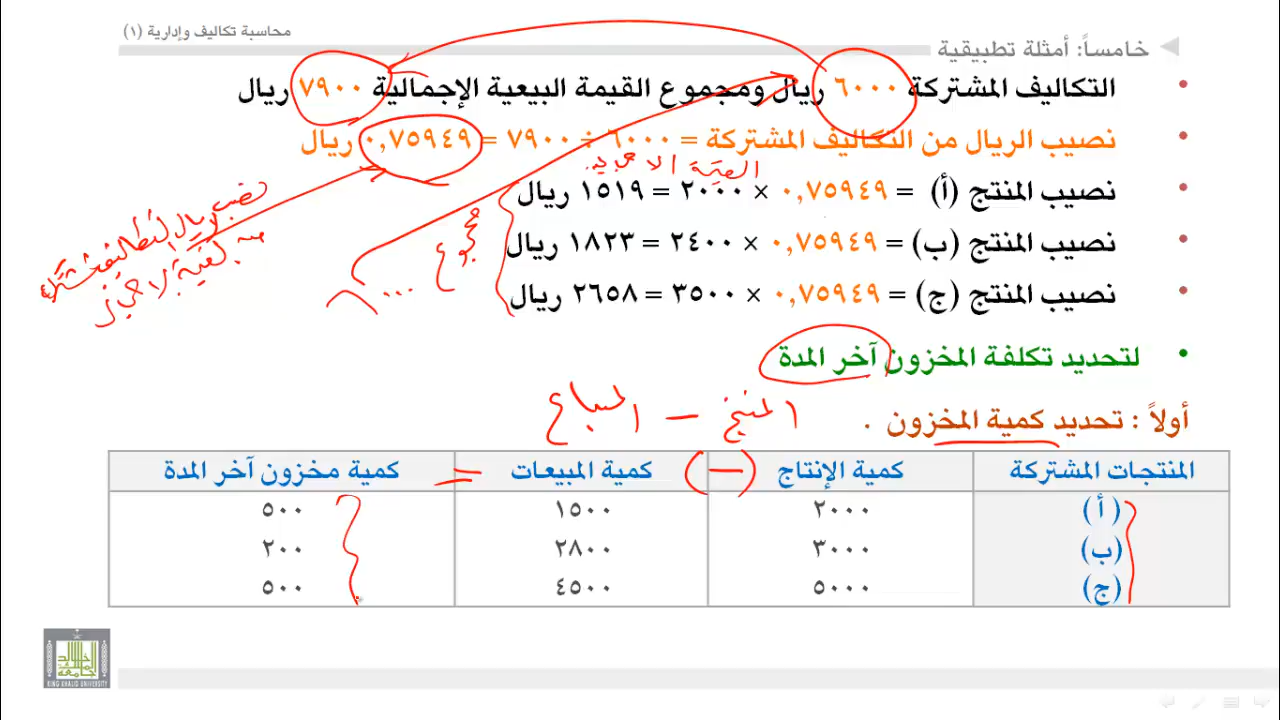 محاسبة تكاليف وإدارية (١)
خامساً: أمثلة تطبيقية
التكاليف المشتركة ٦٠٠٠ ريال ومجموع القيمة البيعية الإجمالية ٧٩٠٠ ريال
نصيب الريال من التكاليف المشتركة = ٦٠٠٠ ÷ ٧٩٠٠ = ٠,٧٥٩٤٩ ريال
نصيب المنتج (أ) = ٠,٧٥٩٤٩ × ٢٠٠٠ = ١٥١٩ ريال
نصيب المنتج (ب) = ٠,٧٥٩٤٩ × ٢٤٠٠ = ١٨٢٣ ريال
نصيب المنتج (ج) = ٠,٧٥٩٤٩ × ٣٥٠٠ = ٢٦٥٨ ريال
مجموع
٦٠٠٠
لتحديد تكلفة المخزون آخر المدة
المنتج – المباع
أولاً : تحديد كمية المخزون .
المنتجات المشتركة كمية الإنتاج (–) كمية المبيعات = كمية مخزون آخر المدة
(أ) ٢٠٠٠ ١٥٠٠ ٥٠٠
(ب) ٣٠٠٠ ٢٨٠٠ ٢٠٠
(ج) ٥٠٠٠ ٤٥٠٠ ٥٠٠
KING KHALID UNIVERSITY